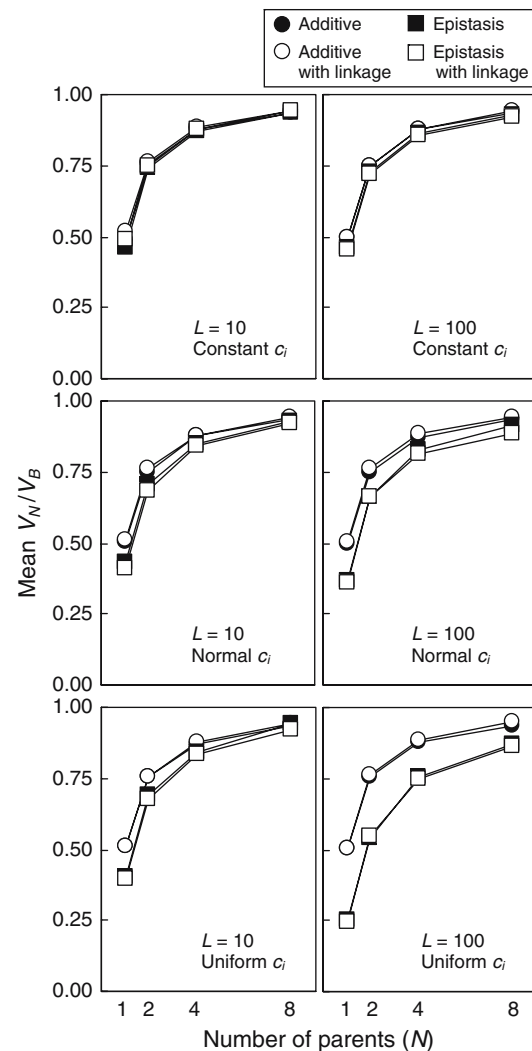 ● Additive ■ Epistasis
○ Additive with linkage □ Epistasis with linkage
1.00
0.75
0.50
0.25
0.00
L = 10
Constant cᵢ
L = 100
Constant cᵢ
1.00
0.75
0.50
0.25
0.00
L = 10
Normal cᵢ
L = 100
Normal cᵢ
Mean V_N/V_B
1.00
0.75
0.50
0.25
0.00
L = 10
Uniform cᵢ
L = 100
Uniform cᵢ
1 2 4 8 1 2 4 8
Number of parents (N)